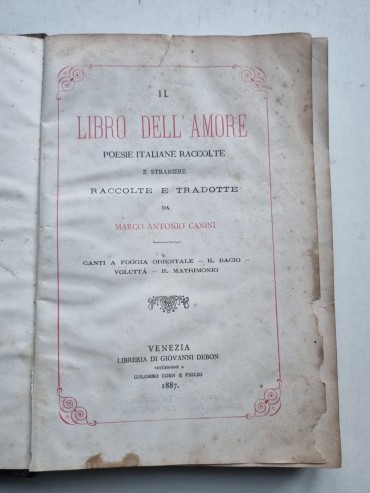 IL
LIBRO DELL'AMORE
POESIE ITALIANE RACCOLTE
E STRANIERE
RACCOLTE E TRADOTTE
DA
MARCO ANTONIO CANINI
CANTI A FOGGIA ORIENTALE — IL BACIO —
VOLUTTÀ — IL MATRIMONIO
VENEZIA
LIBRERIA DI GIOVANNI DEBON
SUCCESSORE A
COLOMBO COEN E FIGLIO
1887.